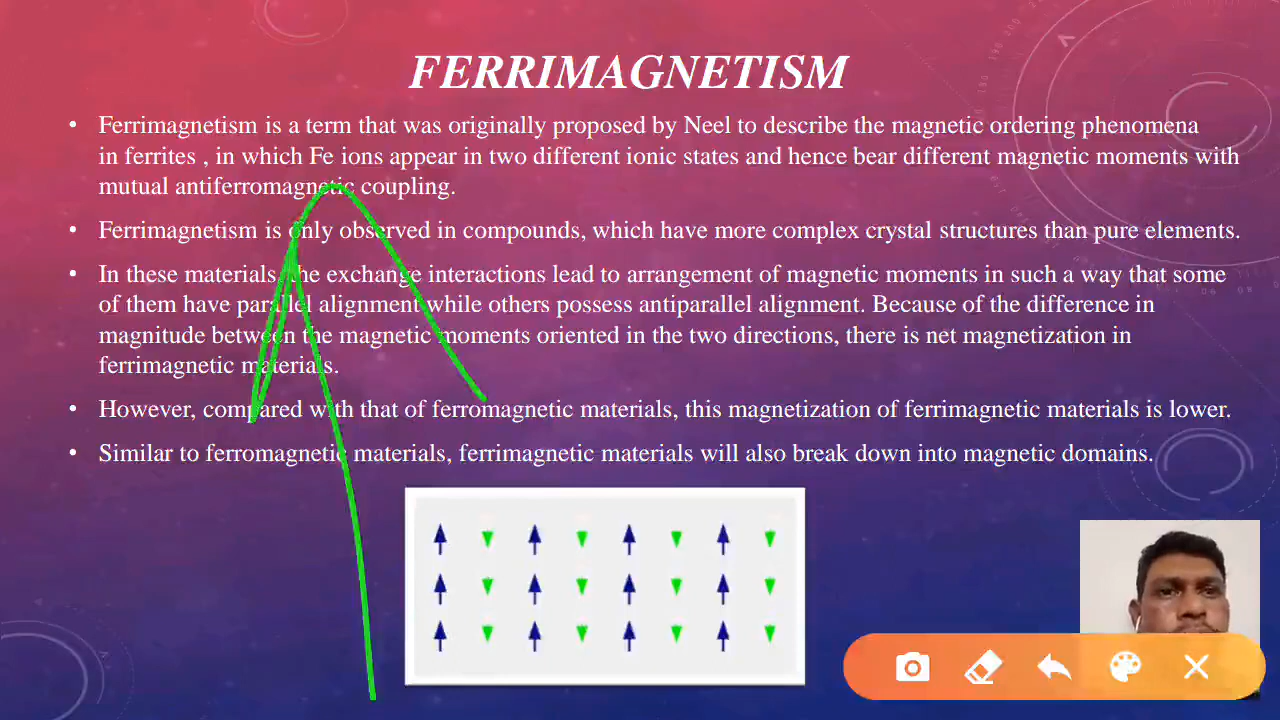 FERRIMAGNETISM
• Ferrimagnetism is a term that was originally proposed by Neel to describe the magnetic ordering phenomena
in ferrites , in which Fe ions appear in two different ionic states and hence bear different magnetic moments with
mutual antiferromagnetic coupling.
• Ferrimagnetism is only observed in compounds, which have more complex crystal structures than pure elements.
• In these materials, the exchange interactions lead to arrangement of magnetic moments in such a way that some
of them have parallel alignment while others possess antiparallel alignment. Because of the difference in
magnitude between the magnetic moments oriented in the two directions, there is net magnetization in
ferrimagnetic materials.
• However, compared with that of ferromagnetic materials, this magnetization of ferrimagnetic materials is lower.
• Similar to ferromagnetic materials, ferrimagnetic materials will also break down into magnetic domains.